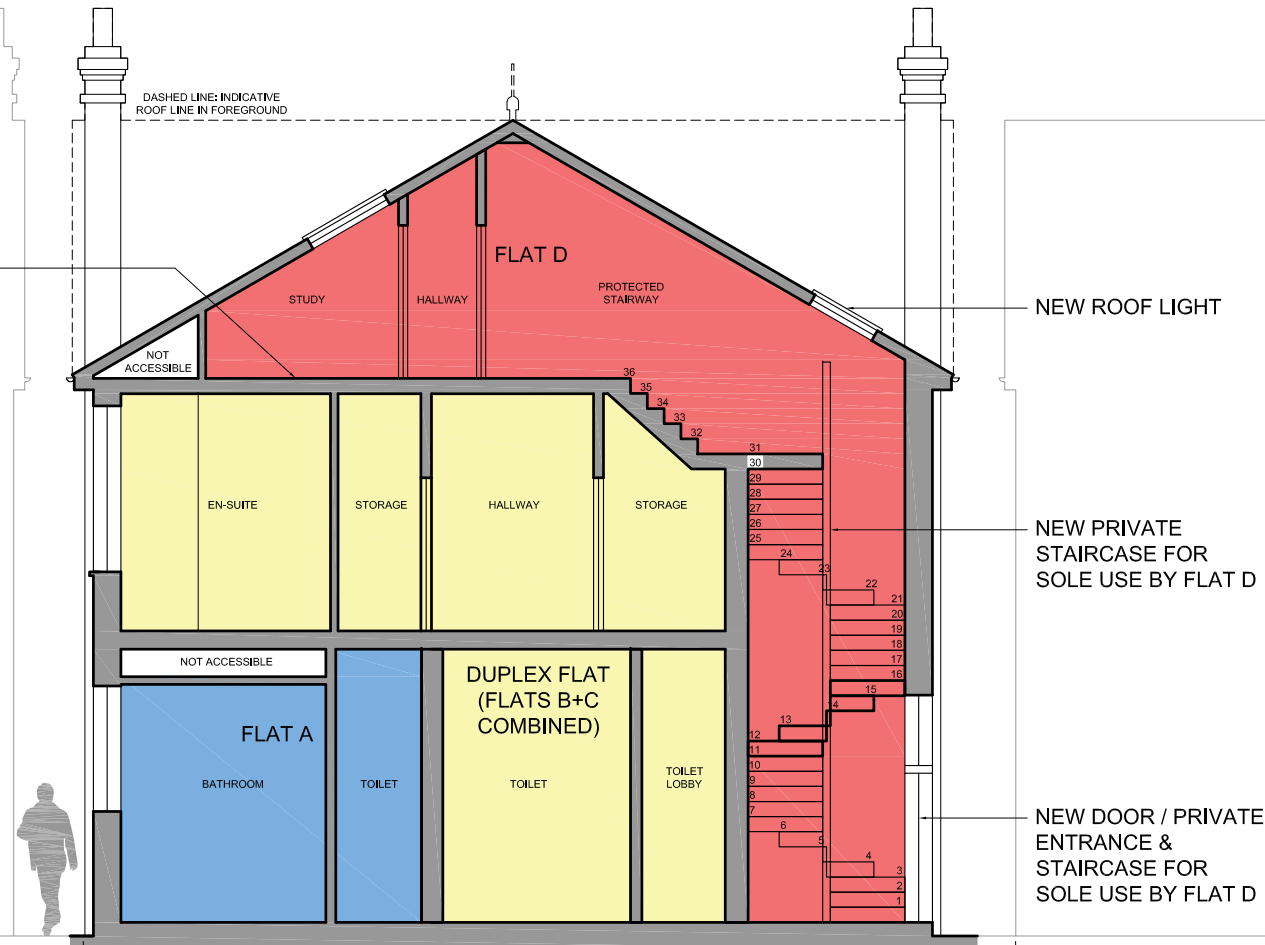 DASHED LINE: INDICATIVE
ROOF LINE IN FOREGROUND
FLAT D
STUDY
HALLWAY
PROTECTED
STAIRWAY
NEW ROOF LIGHT
NOT
ACCESSIBLE
36
35
34
33
32
31
30
29
28
27
26
25
24
23
22
21
20
19
18
17
16
15
14
13
12
11
10
9
8
7
6
5
4
3
2
1
EN-SUITE
STORAGE
HALLWAY
STORAGE
NEW PRIVATE
STAIRCASE FOR
SOLE USE BY FLAT D
NOT ACCESSIBLE
DUPLEX FLAT
(FLATS B+C
COMBINED)
FLAT A
BATHROOM
TOILET
TOILET
TOILET
LOBBY
NEW DOOR / PRIVATE
ENTRANCE &
STAIRCASE FOR
SOLE USE BY FLAT D